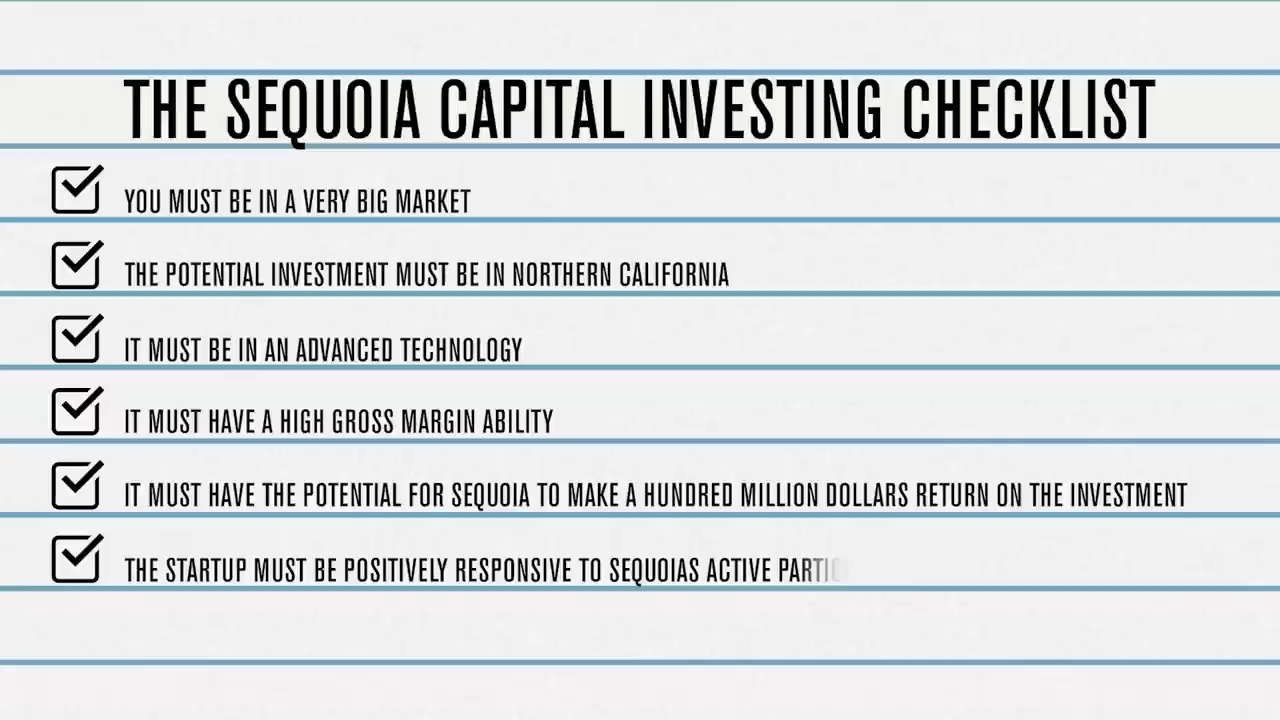 THE SEQUOIA CAPITAL INVESTING CHECKLIST
YOU MUST BE IN A VERY BIG MARKET
THE POTENTIAL INVESTMENT MUST BE IN NORTHERN CALIFORNIA
IT MUST BE IN AN ADVANCED TECHNOLOGY
IT MUST HAVE A HIGH GROSS MARGIN ABILITY
IT MUST HAVE THE POTENTIAL FOR SEQUOIA TO MAKE A HUNDRED MILLION DOLLARS RETURN ON THE INVESTMENT
THE STARTUP MUST BE POSITIVELY RESPONSIVE TO SEQUOIAS ACTIVE